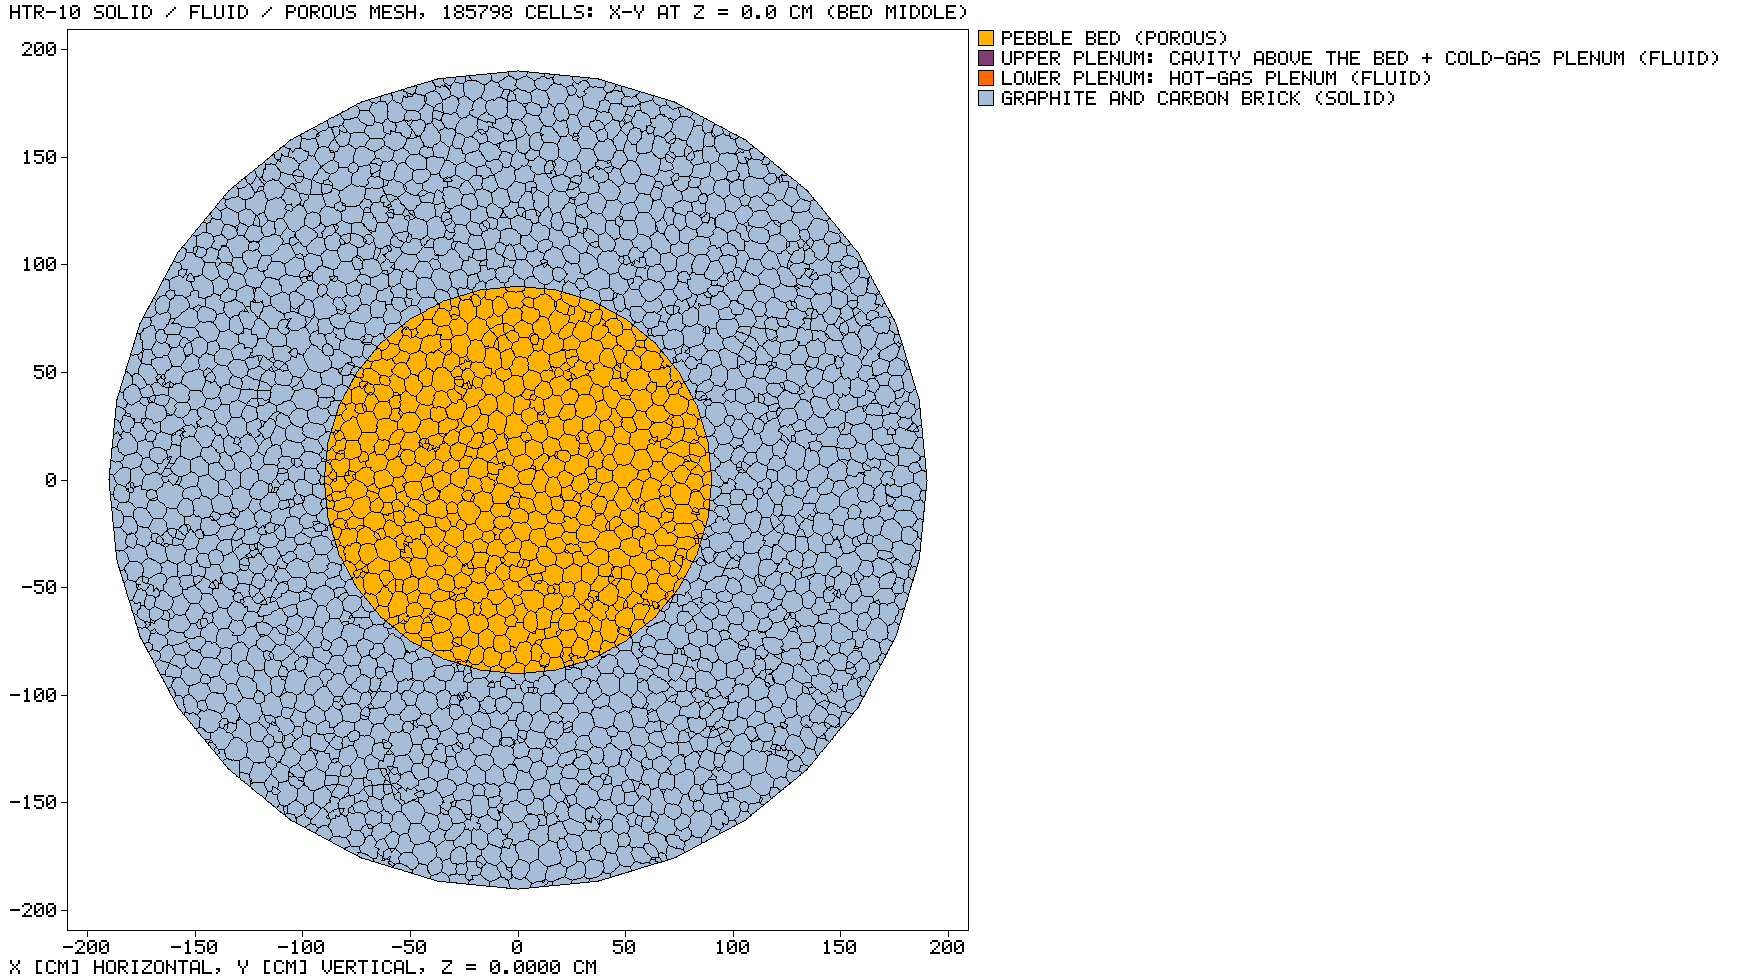 HTR-10 SOLID / FLUID / POROUS MESH, 185798 CELLS: X-Y AT Z = 0.0 CM (BED MIDDLE)
PEBBLE BED (POROUS)
UPPER PLENUM: CAVITY ABOVE THE BED + COLD-GAS PLENUM (FLUID)
LOWER PLENUM: HOT-GAS PLENUM (FLUID)
GRAPHITE AND CARBON BRICK (SOLID)
200
150
100
50
0
-50
-100
-150
-200
-200 -150 -100 -50 0 50 100 150 200
X [CM] HORIZONTAL, Y [CM] VERTICAL, Z = 0.0000 CM